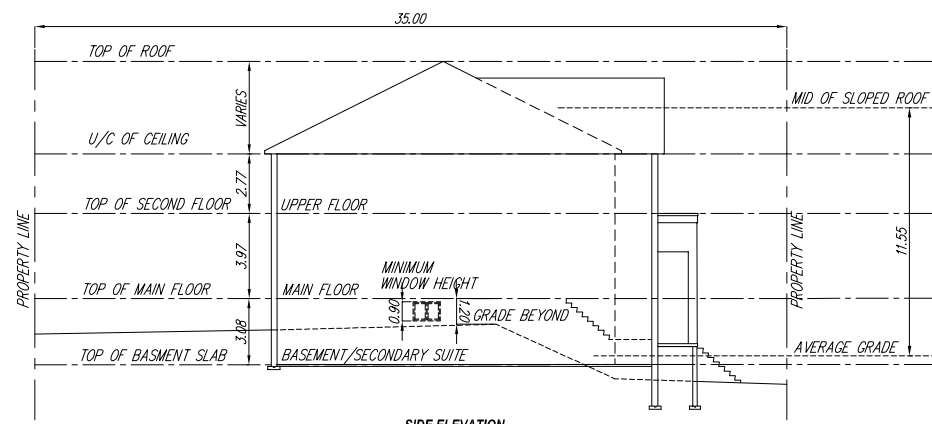 35.00
TOP OF ROOF
MID OF SLOPED ROOF
VARIES
U/C OF CEILING
2.77
TOP OF SECOND FLOOR
UPPER FLOOR
PROPERTY LINE
PROPERTY LINE
11.55
3.97
MINIMUM
WINDOW HEIGHT
TOP OF MAIN FLOOR
MAIN FLOOR
0.90
1.20
GRADE BEYOND
3.08
TOP OF BASMENT SLAB
BASEMENT/SECONDARY SUITE
AVERAGE GRADE
SIDE ELEVATION